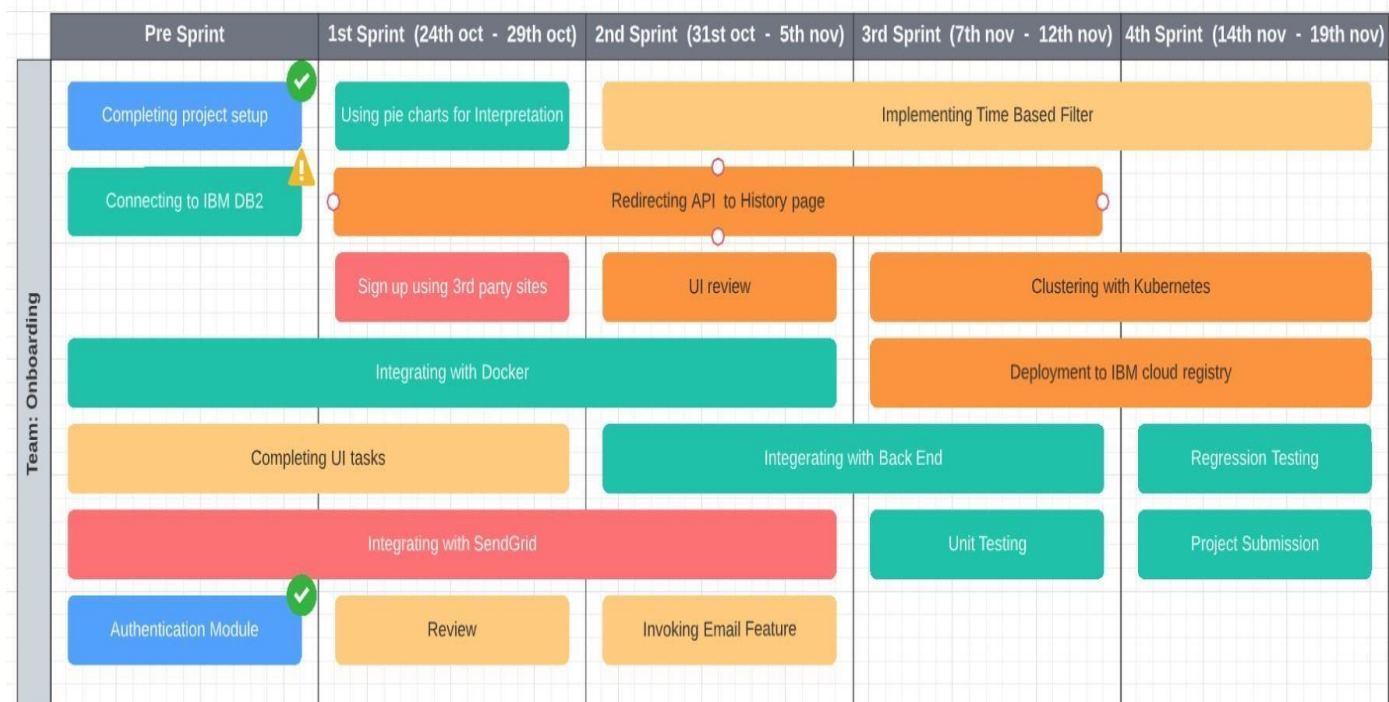 Pre Sprint
1st Sprint (24th oct - 29th oct)
2nd Sprint (31st oct - 5th nov)
3rd Sprint (7th nov - 12th nov)
4th Sprint (14th nov - 19th nov)
Team: Onboarding
Completing project setup
Using pie charts for Interpretation
Implementing Time Based Filter
Connecting to IBM DB2
Redirecting API to History page
Sign up using 3rd party sites
UI review
Clustering with Kubernetes
Integrating with Docker
Deployment to IBM cloud registry
Completing UI tasks
Integerating with Back End
Regression Testing
Integrating with SendGrid
Unit Testing
Project Submission
Authentication Module
Review
Invoking Email Feature